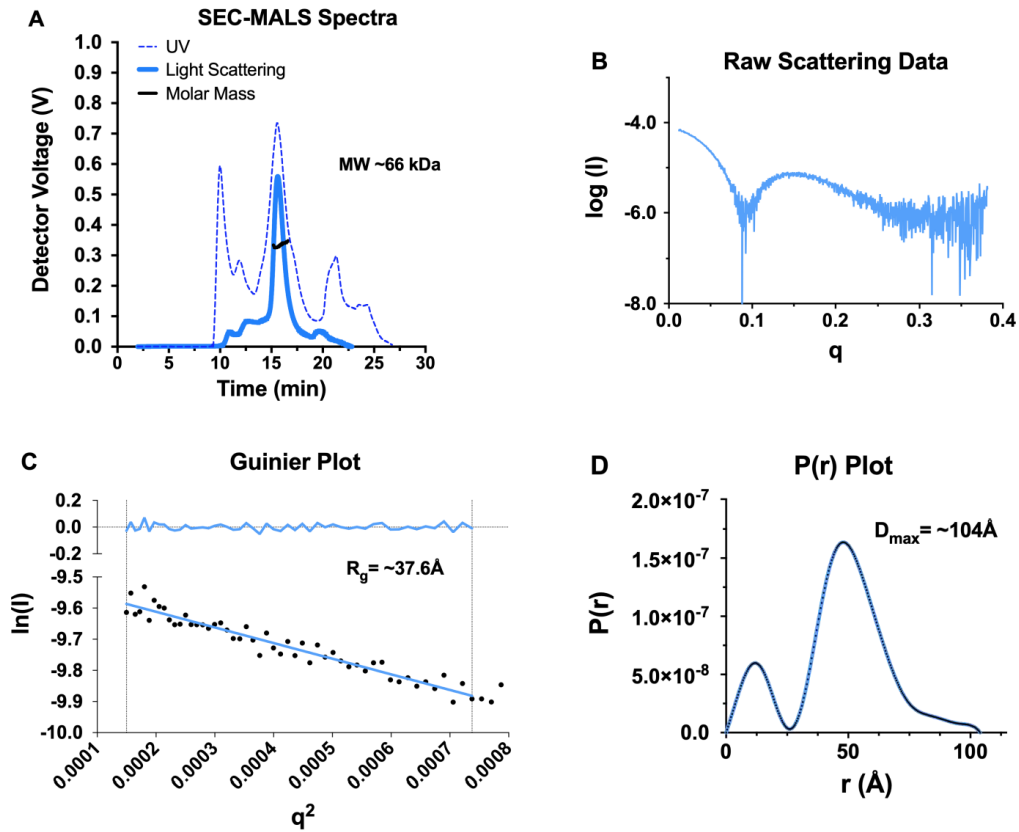 A
SEC-MALS Spectra
UV
Light Scattering
Molar Mass
MW ~66 kDa
Detector Voltage (V)
1.0
0.9
0.8
0.7
0.6
0.5
0.4
0.3
0.2
0.1
0.0
0 5 10 15 20 25 30
Time (min)
B
Raw Scattering Data
log (I)
-4.0
-6.0
-8.0
0.0 0.1 0.2 0.3 0.4
q
C
Guinier Plot
0.2
0.0
-0.2
-9.5
Rg= ~37.6Å
ln(I)
-9.6
-9.7
-9.8
-9.9
-10.0
0.0001 0.0002 0.0003 0.0004 0.0005 0.0006 0.0007 0.0008
q²
D
P(r) Plot
Dmax= ~104Å
P(r)
2.0×10⁻⁷
1.5×10⁻⁷
1.0×10⁻⁷
5.0×10⁻⁸
0.0
0 50 100
r (Å)